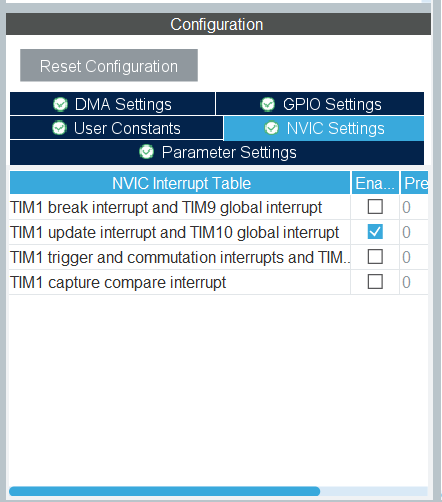 Configuration
Reset Configuration
DMA Settings GPIO Settings
User Constants NVIC Settings
Parameter Settings
NVIC Interrupt Table Ena... Pre
TIM1 break interrupt and TIM9 global interrupt 0
TIM1 update interrupt and TIM10 global interrupt 0
TIM1 trigger and commutation interrupts and TIM... 0
TIM1 capture compare interrupt 0